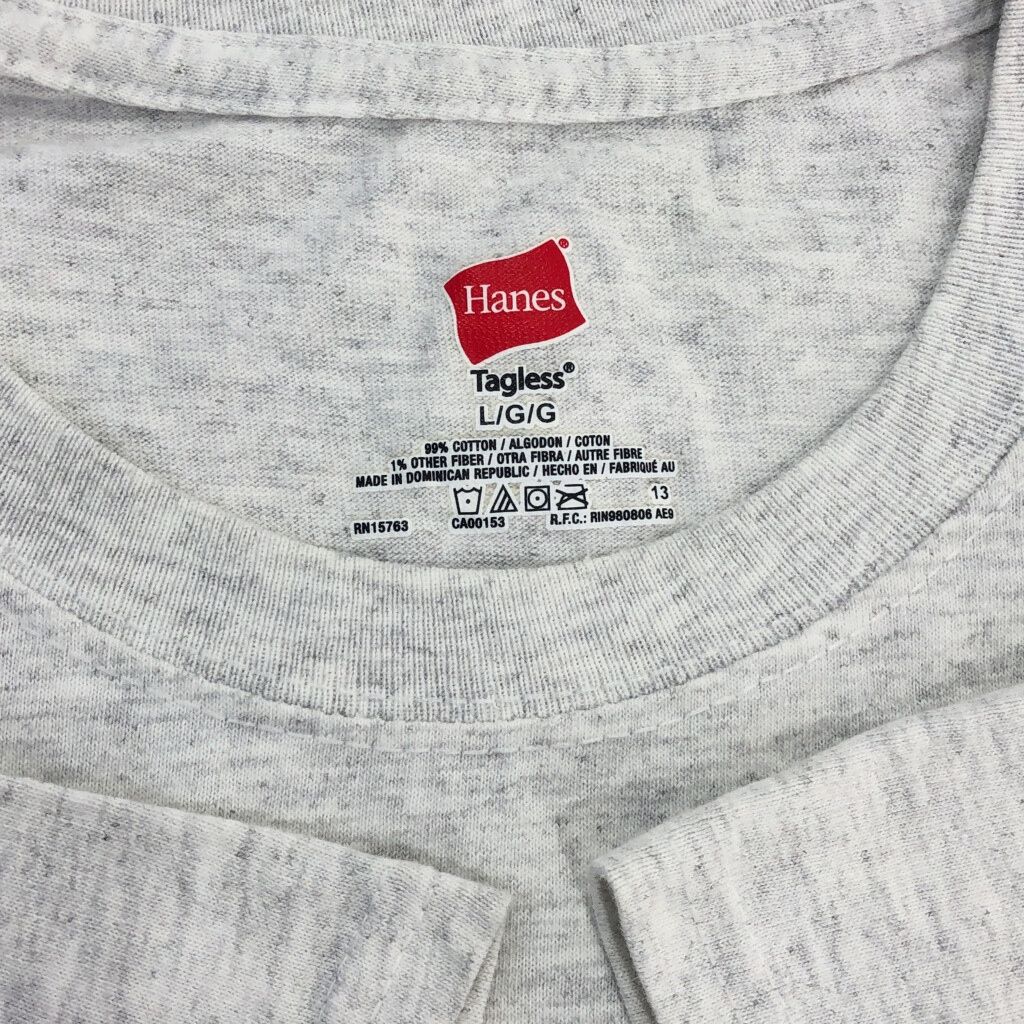 Hanes®
Tagless®
L/G/G
99% COTTON / ALGODON / COTON
1% OTHER FIBER / OTRA FIBRA / AUTRE FIBRE
MADE IN DOMINICAN REPUBLIC / HECHO EN / FABRIQUÉ AU
13
RN15763 CA00153 R.F.C.: RIN980806 AE9